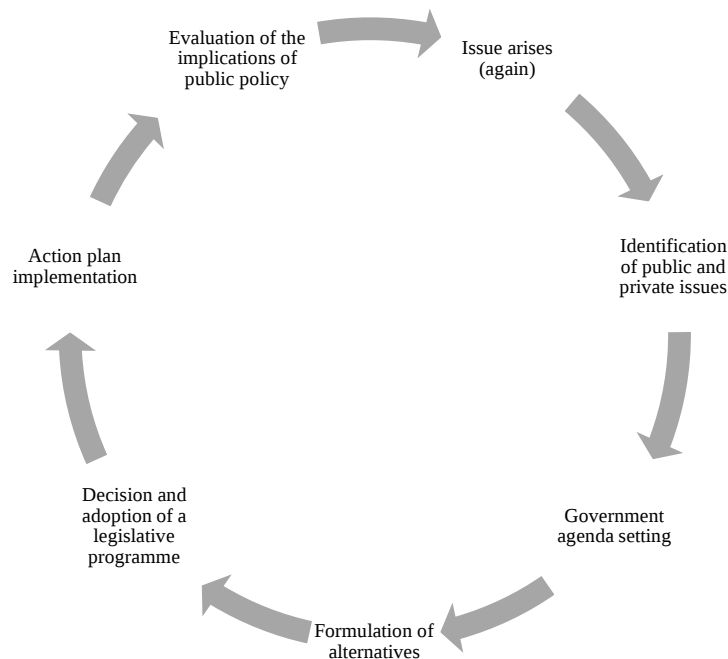 Evaluation of the
implications of
public policy
Issue arises
(again)
Identification
of public and
private issues
Government
agenda setting
Formulation of
alternatives
Decision and
adoption of a
legislative
programme
Action plan
implementation